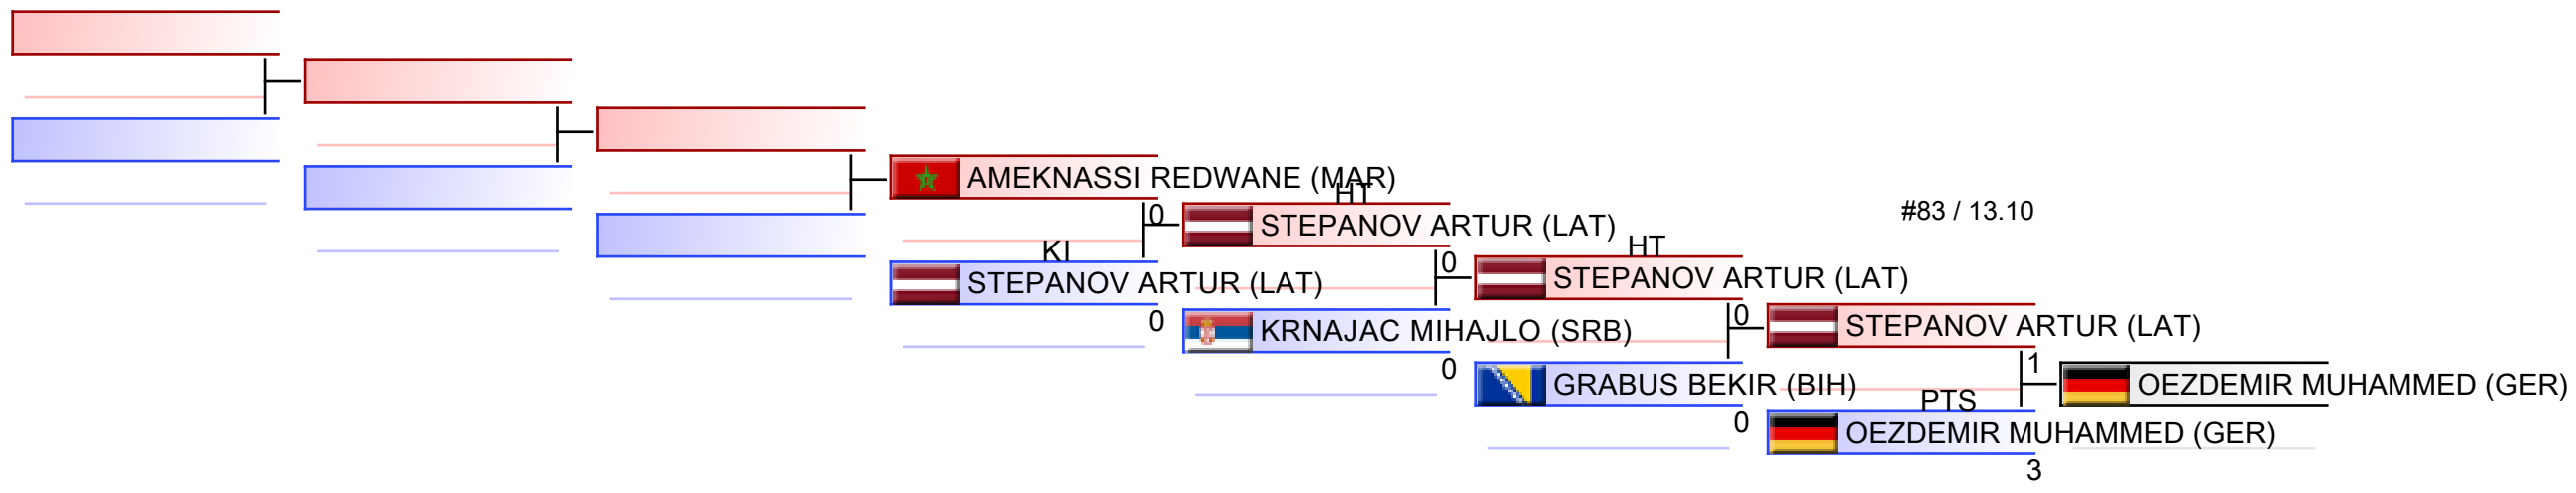 AMEKNASSI REDWANE (MAR)
HT
0
STEPANOV ARTUR (LAT)
#83 / 13.10
KI
HT
STEPANOV ARTUR (LAT)
0
STEPANOV ARTUR (LAT)
0
KRNAJAC MIHAJLO (SRB)
0
STEPANOV ARTUR (LAT)
0
GRABUS BEKIR (BIH)
1
OEZDEMIR MUHAMMED (GER)
PTS
0
OEZDEMIR MUHAMMED (GER)
3